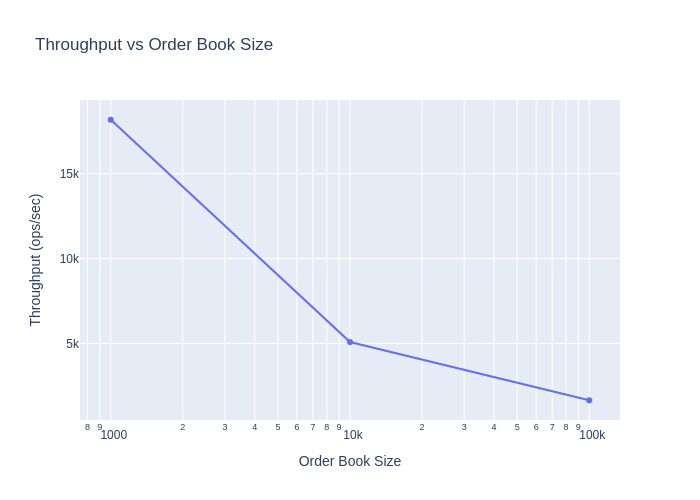 Throughput vs Order Book Size
Throughput (ops/sec)
15k
10k
5k
8 9 1000 2 3 4 5 6 7 8 9 10k 2 3 4 5 6 7 8 9 100k
Order Book Size